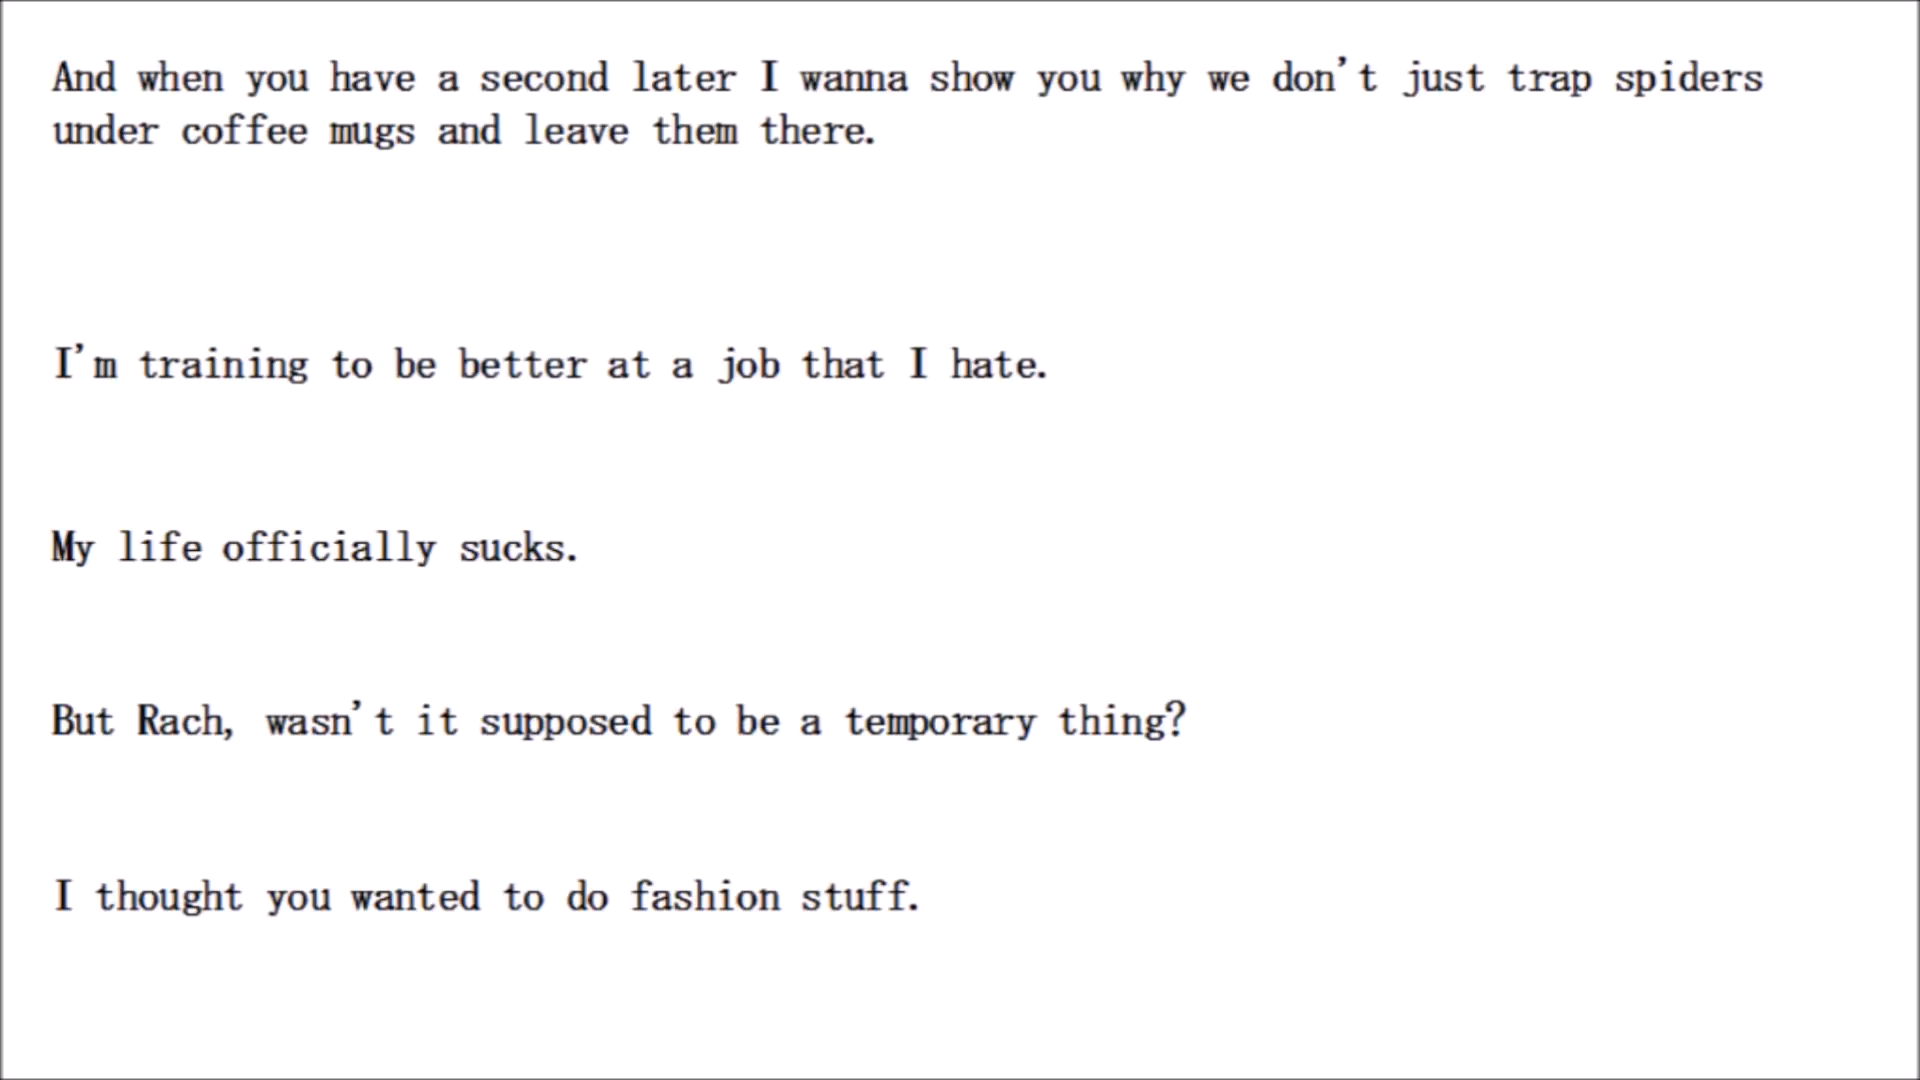 And when you have a second later I wanna show you why we don't just trap spiders
under coffee mugs and leave them there.
I'm training to be better at a job that I hate.
My life officially sucks.
But Rach, wasn't it supposed to be a temporary thing?
I thought you wanted to do fashion stuff.